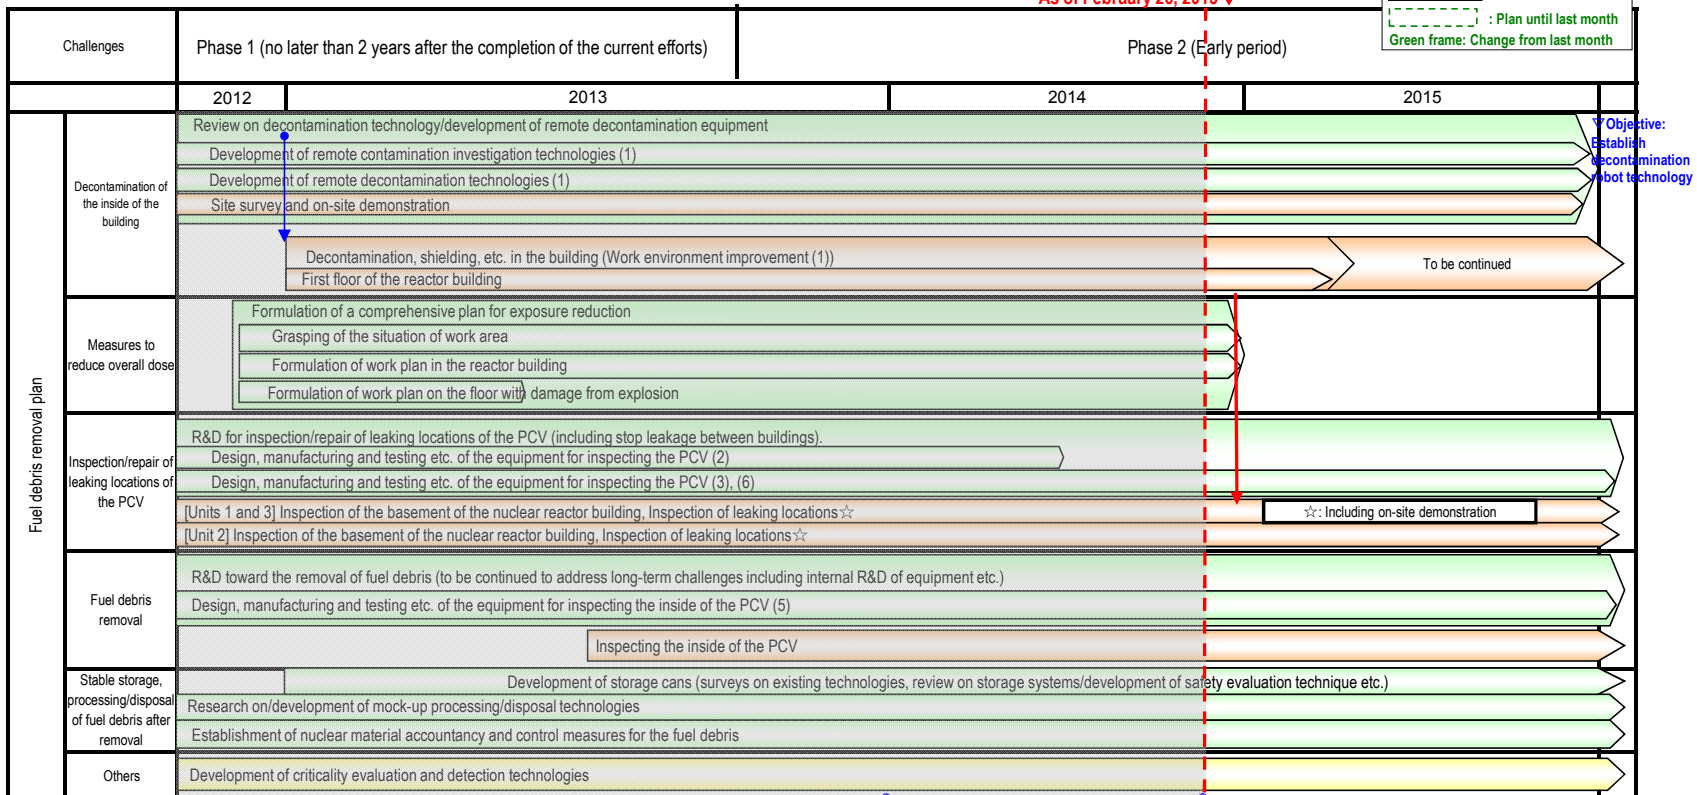 As of February 26, 2015 ▼
: Plan until last month
Green frame: Change from last month
Challenges
Phase 1 (no later than 2 years after the completion of the current efforts)
Phase 2 (Early period)
2012
2013
2014
2015
Fuel debris removal plan
Decontamination of
the inside of the
building
Review on decontamination technology/development of remote decontamination equipment
Development of remote contamination investigation technologies (1)
Development of remote decontamination technologies (1)
Site survey and on-site demonstration
▽Objective:
Establish
decontamination
robot technology
Decontamination, shielding, etc. in the building (Work environment improvement (1))
First floor of the reactor building
To be continued
Measures to
reduce overall dose
Formulation of a comprehensive plan for exposure reduction
Grasping of the situation of work area
Formulation of work plan in the reactor building
Formulation of work plan on the floor with damage from explosion
Inspection/repair of
leaking locations of
the PCV
R&D for inspection/repair of leaking locations of the PCV (including stop leakage between buildings).
Design, manufacturing and testing etc. of the equipment for inspecting the PCV (2)
Design, manufacturing and testing etc. of the equipment for inspecting the PCV (3), (6)
[Units 1 and 3] Inspection of the basement of the nuclear reactor building, Inspection of leaking locations☆
☆: Including on-site demonstration
[Unit 2] Inspection of the basement of the nuclear reactor building, Inspection of leaking locations☆
Fuel debris
removal
R&D toward the removal of fuel debris (to be continued to address long-term challenges including internal R&D of equipment etc.)
Design, manufacturing and testing etc. of the equipment for inspecting the inside of the PCV (5)
Inspecting the inside of the PCV
Stable storage,
processing/disposal
of fuel debris after
removal
Development of storage cans (surveys on existing technologies, review on storage systems/development of safety evaluation technique etc.)
Research on/development of mock-up processing/disposal technologies
Establishment of nuclear material accountancy and control measures for the fuel debris
Others
Development of criticality evaluation and detection technologies